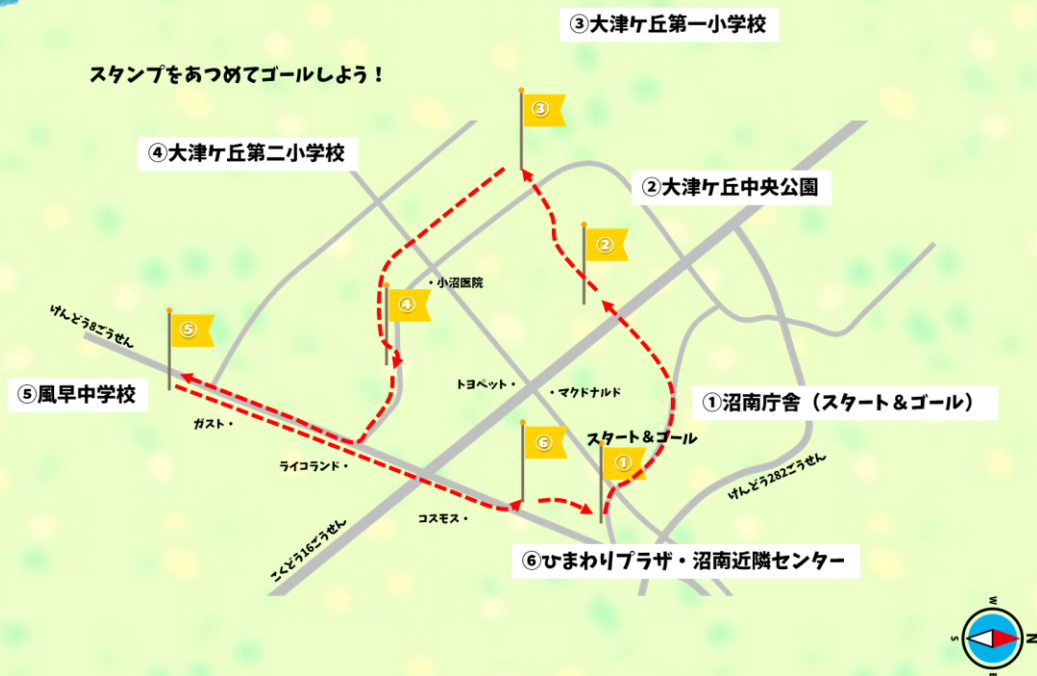 ③大津ケ丘第一小学校
スタンプをあつめてゴールしよう！
③
④大津ケ丘第二小学校
②大津ケ丘中央公園
②
・小沼医院
④
けんどう8ごうせん
⑤
⑤風早中学校
トヨペット・
・マクドナルド
①沼南庁舎（スタート＆ゴール）
ガスト・
スタート＆ゴール
⑥
①
ライコランド・
けんどう282ごうせん
コスモス・
こくどう16ごうせん
⑥ひまわりプラザ・沼南近隣センター
W
S
N
E